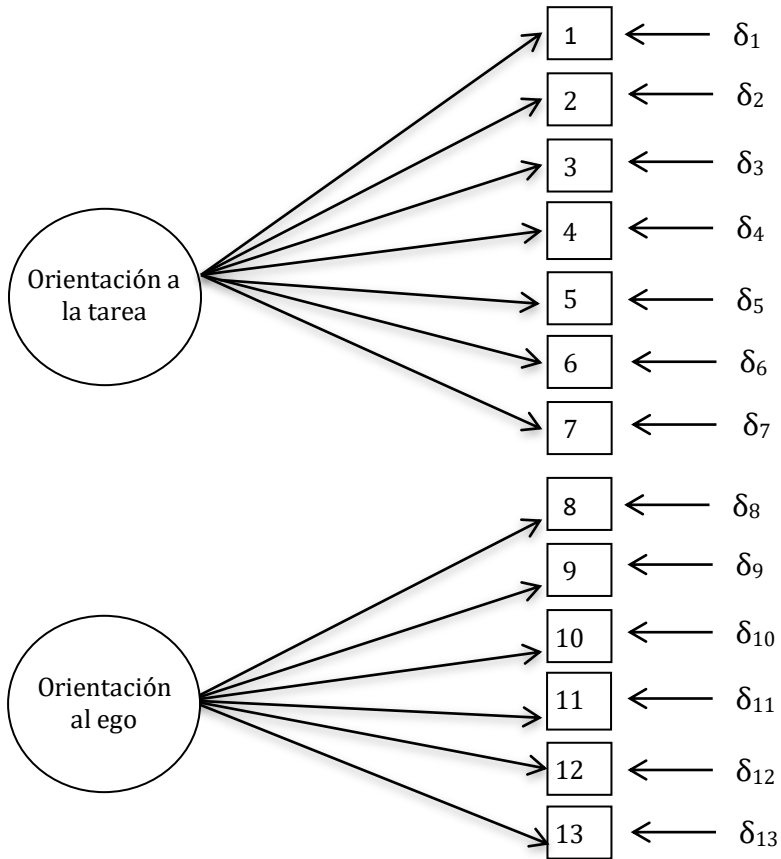 1 δ1
2 δ2
3 δ3
4 δ4
Orientación a
la tarea
5 δ5
6 δ6
7 δ7
8 δ8
9 δ9
10 δ10
Orientación
al ego
11 δ11
12 δ12
13 δ13